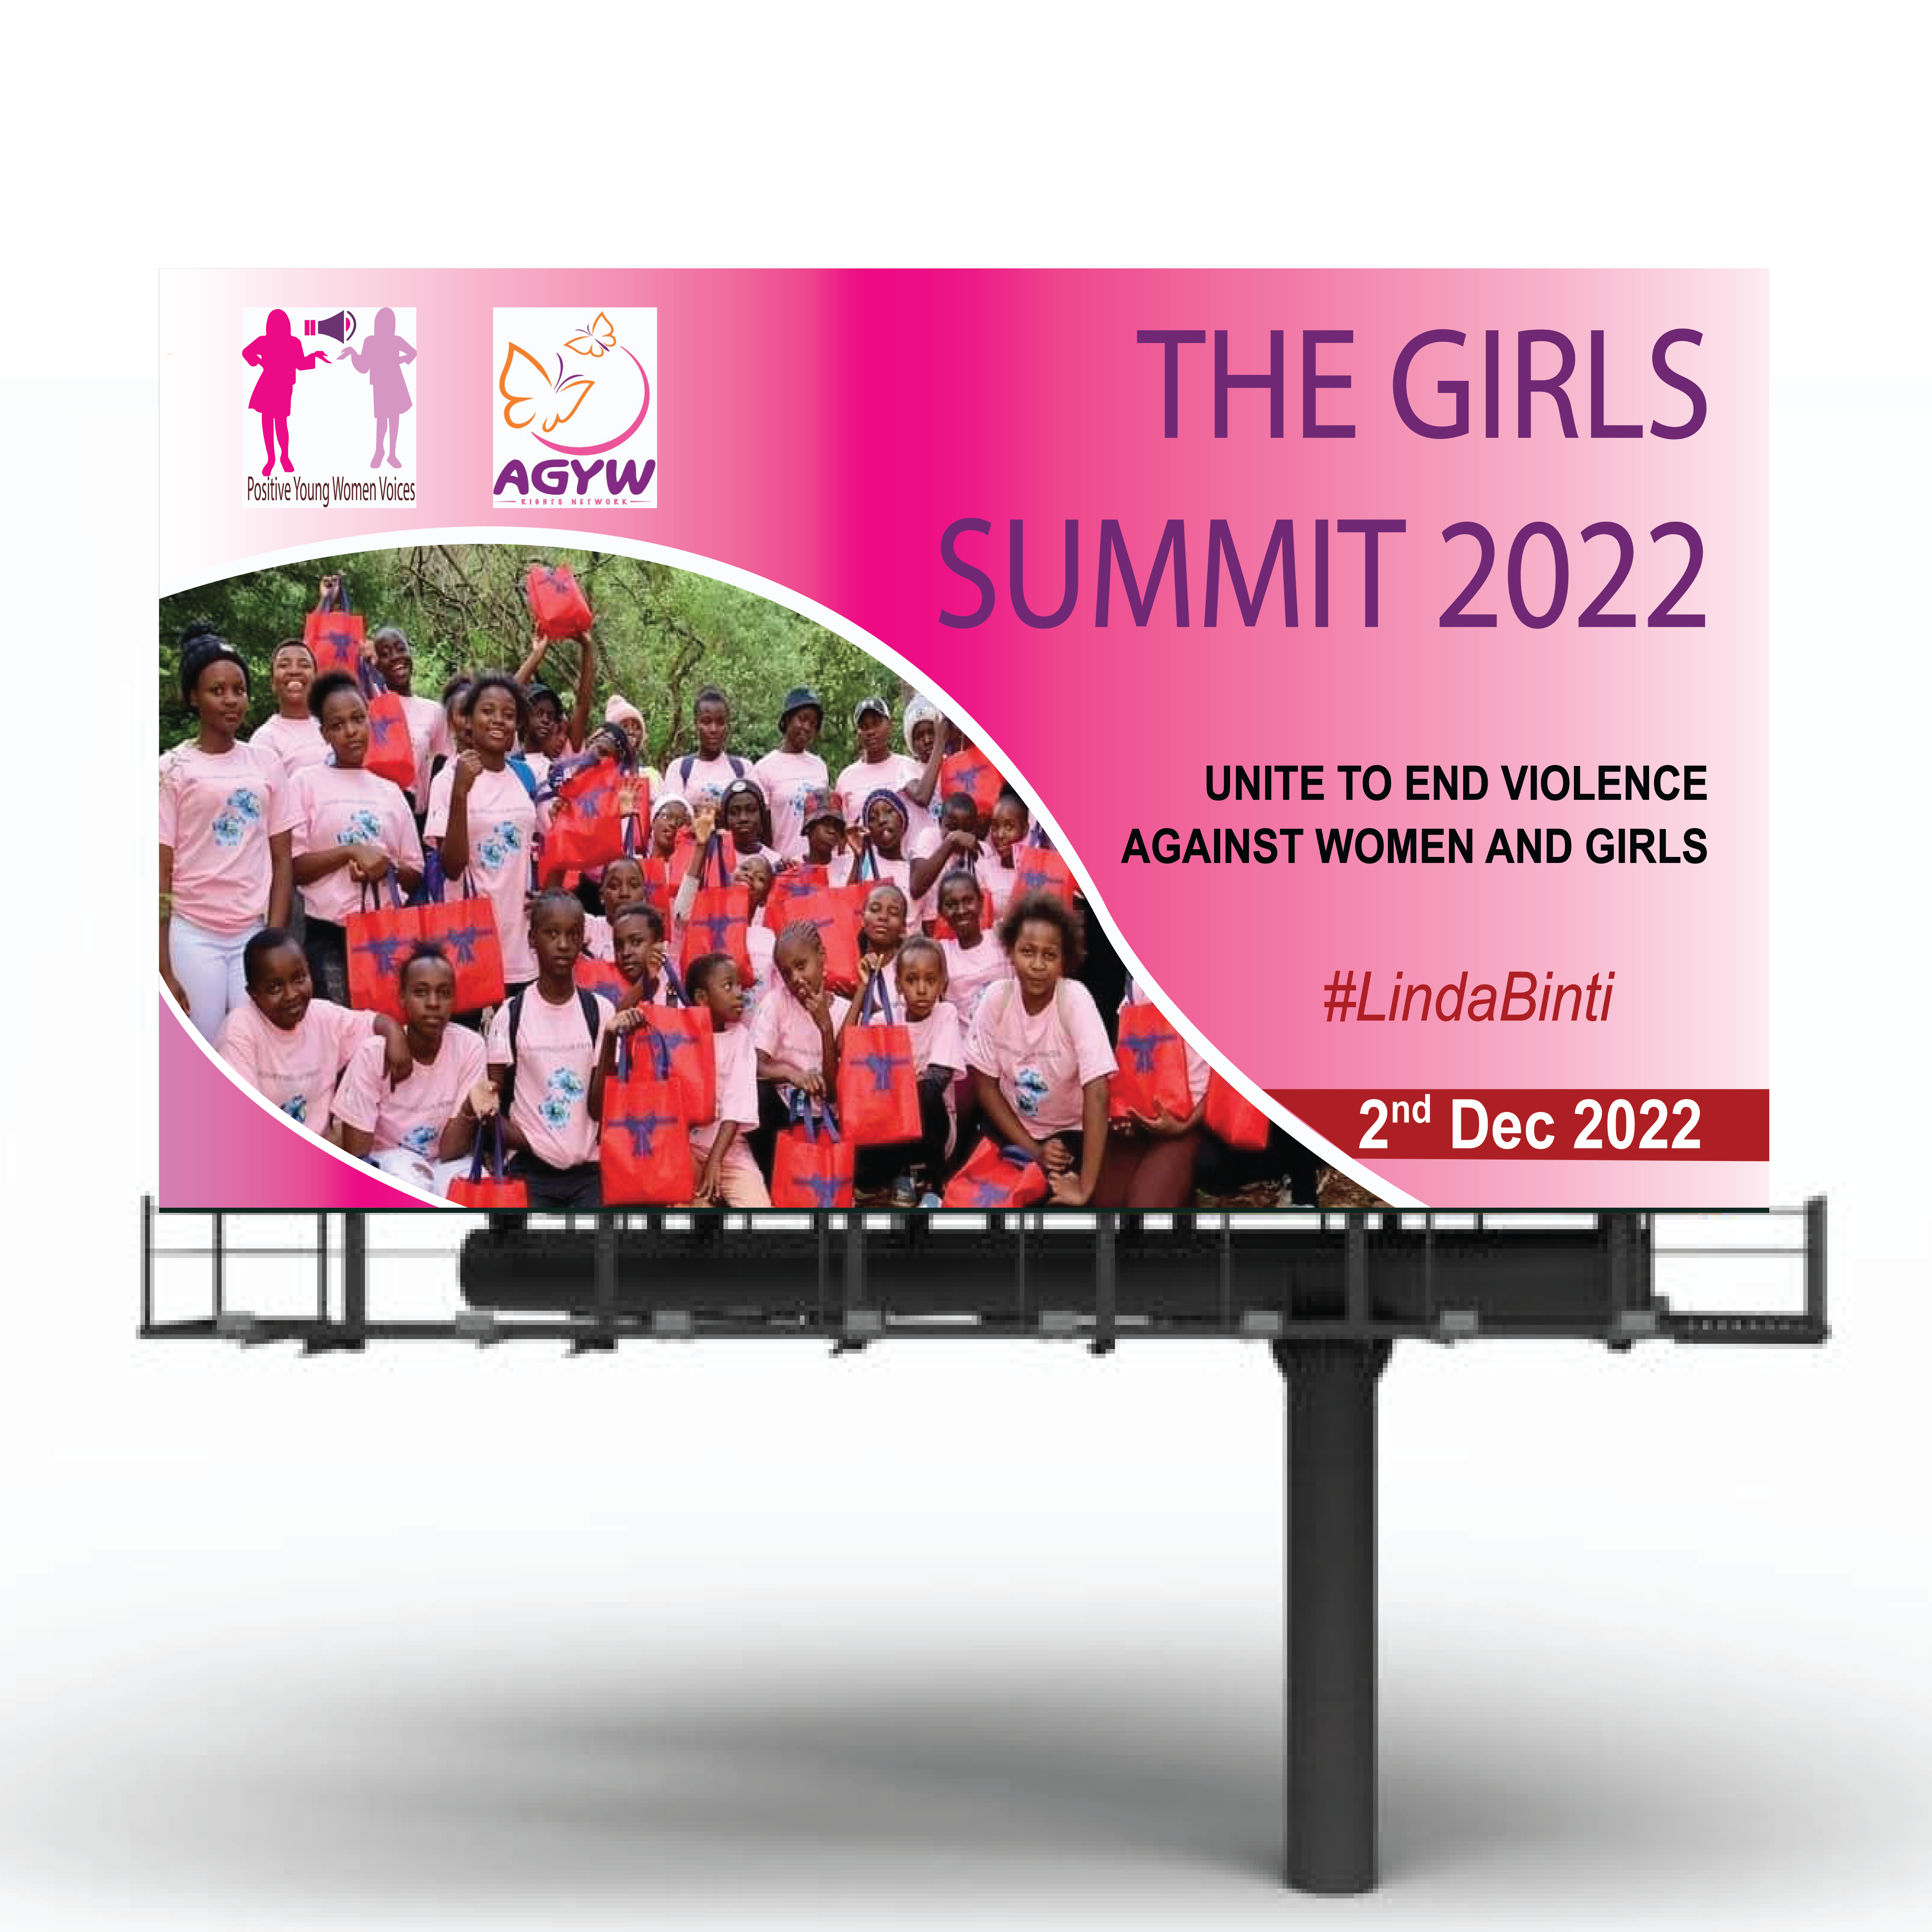 Positive Young Women Voices
AGYW
RIGHTS NETWORK
THE GIRLS
SUMMIT 2022
UNITE TO END VIOLENCE
AGAINST WOMEN AND GIRLS
#LindaBinti
2nd Dec 2022